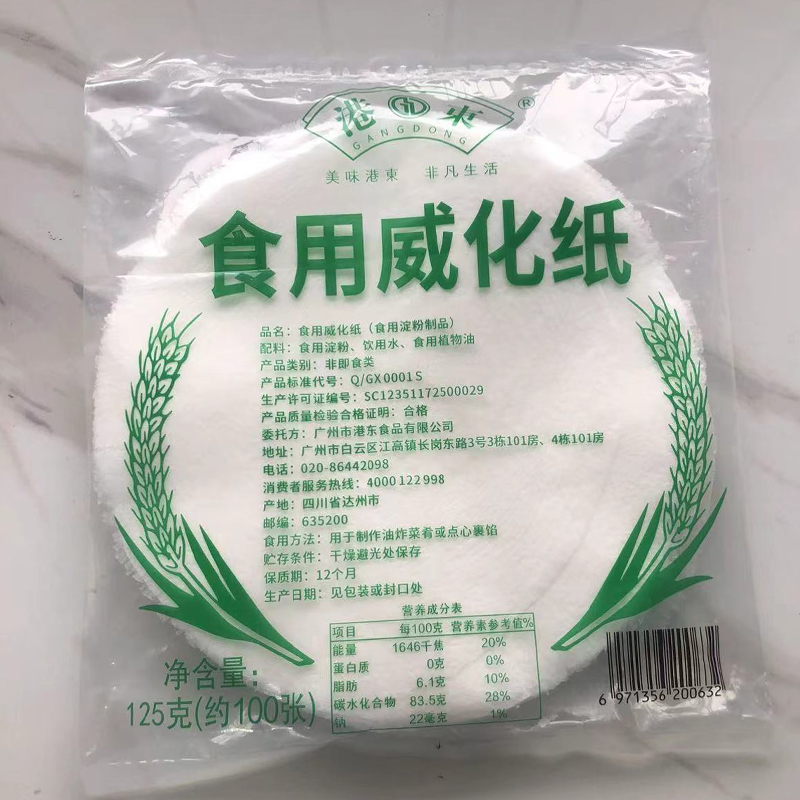 港 東
®
GANGDONG
美味港東 非凡生活
食用威化纸
品名：食用威化纸（食用淀粉制品）
配料：食用淀粉、饮用水、食用植物油
产品类别：非即食类
产品标准代号：Q/GX0001S
生产许可证编号：SC12351172500029
产品质量检验合格证明：合格
委托方：广州市港东食品有限公司
地址：广州市白云区江高镇长岗东路3号3栋101房、4栋101房
电话：020-86442098
消费者服务热线：4000122998
产地：四川省达州市
邮编：635200
食用方法：用于制作油炸菜肴或点心裹馅
贮存条件：干燥避光处保存
保质期：12个月
生产日期：见包装或封口处
营养成分表
项目 每100克 营养素参考值%
能量 1646千焦 20%
蛋白质 0克 0%
脂肪 6.1克 10%
碳水化合物 83.5克 28%
钠 22毫克 1%
净含量：
125克(约100张)
6 971356 200632